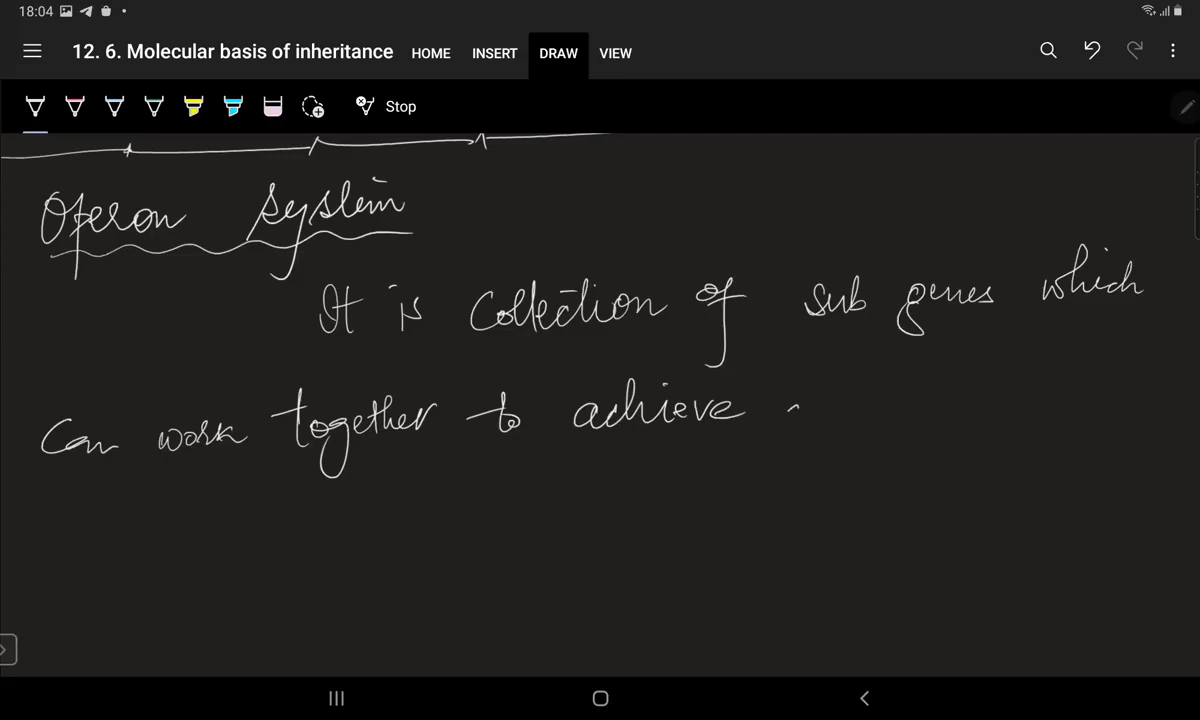 18:04
12. 6. Molecular basis of inheritance HOME INSERT DRAW VIEW
Stop
Operon system
It is collection of sub genes which
can work together to achieve